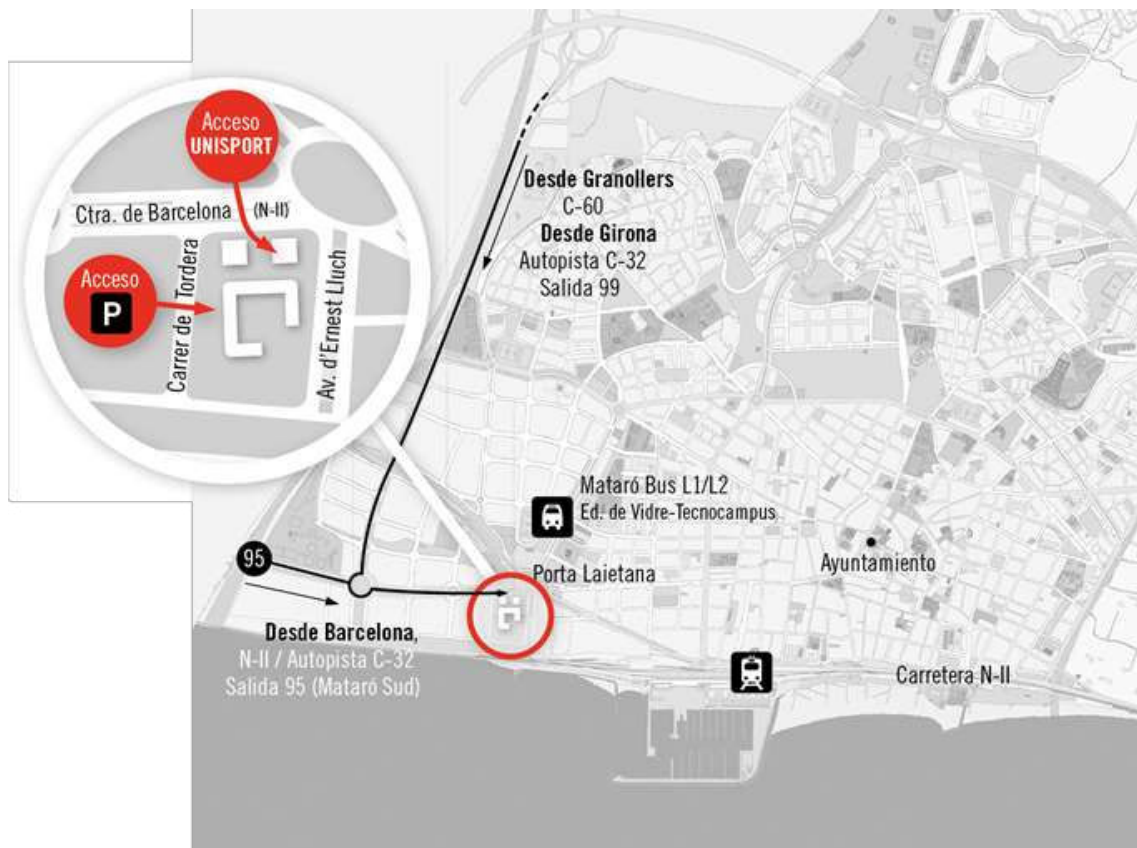 Acceso
UNISPORT
Ctra. de Barcelona (N-II)
Acceso
P
Carrer de Tordera
Av. d'Ernest Lluch
Desde Granollers
C-60
Desde Girona
Autopista C-32
Salida 99
Mataró Bus L1/L2
Ed. de Vidre-Tecnocampus
Ayuntamiento
95
Porta Laietana
Desde Barcelona,
N-II / Autopista C-32
Salida 95 (Mataró Sud)
Carretera N-II